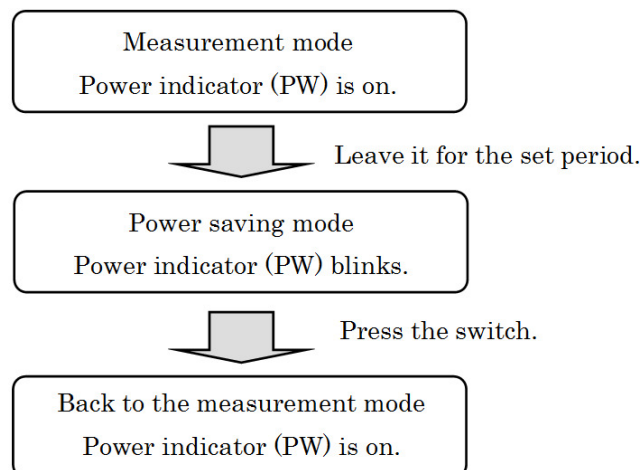 Measurement mode
Power indicator (PW) is on.
Leave it for the set period.
Power saving mode
Power indicator (PW) blinks.
Press the switch.
Back to the measurement mode
Power indicator (PW) is on.